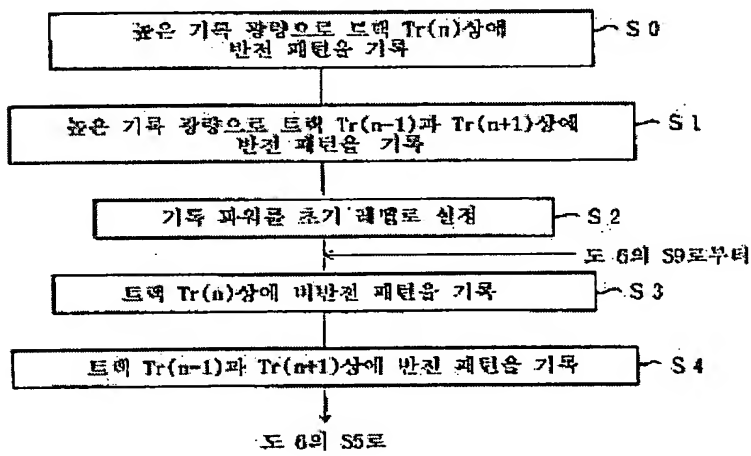 높은 기록 광량으로 트랙 Tr(n)상에
반전 패턴을 기록
S 0
높은 기록 광량으로 트랙 Tr(n-1)과 Tr(n+1)상에
반전 패턴을 기록
S 1
기록 파워를 초기 레벨로 설정
S 2
도 6의 S9로부터
트랙 Tr(n)상에 비반전 패턴을 기록
S 3
트랙 Tr(n-1)과 Tr(n+1)상에 반전 패턴을 기록
S 4
도 6의 S5로